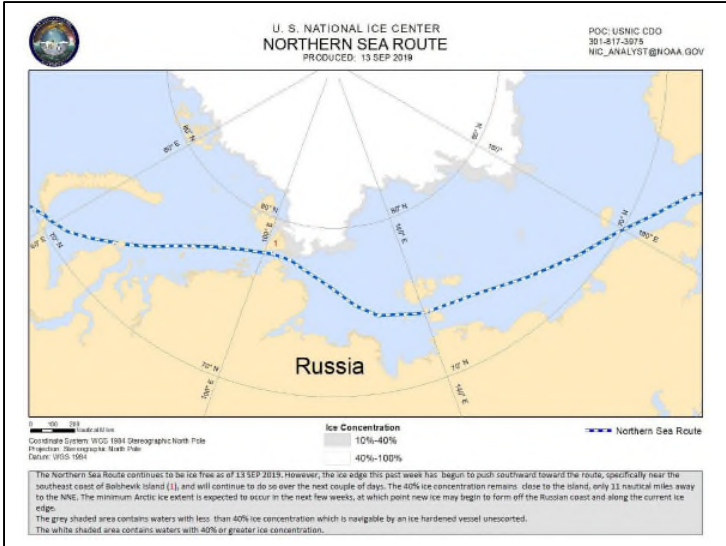 U. S. NATIONAL ICE CENTER
NORTHERN SEA ROUTE
PRODUCED: 13 SEP 2019
POC: USNIC CDO
301-817-3975
NIC_ANALYST@NOAA.GOV
80° N
160°
80° N
60° E
80° N
100° E
1
80° N
140° E
70° N
180° E
60° E
70° N
70° N
100° E
Russia
70° N
140° E
0 100 200
Nautical Miles
Coordinate System: WGS 1984 Stereographic North Pole
Projection: Stereographic North Pole
Datum: WGS 1984
Ice Concentration
10%-40%
40%-100%
Northern Sea Route
The Northern Sea Route continues to be ice free as of 13 SEP 2019. However, the ice edge this past week has begun to push southward toward the route, specifically near the
southeast coast of Bolshevik Island (1), and will continue to do so over the next couple of days. The 40% ice concentration remains close to the island, only 11 nautical miles away
to the NNE. The minimum Arctic ice extent is expected to occur in the next few weeks, at which point new ice may begin to form off the Russian coast and along the current ice
edge.
The grey shaded area contains waters with less than 40% ice concentration which is navigable by an ice hardened vessel unescorted.
The white shaded area contains waters with 40% or greater ice concentration.